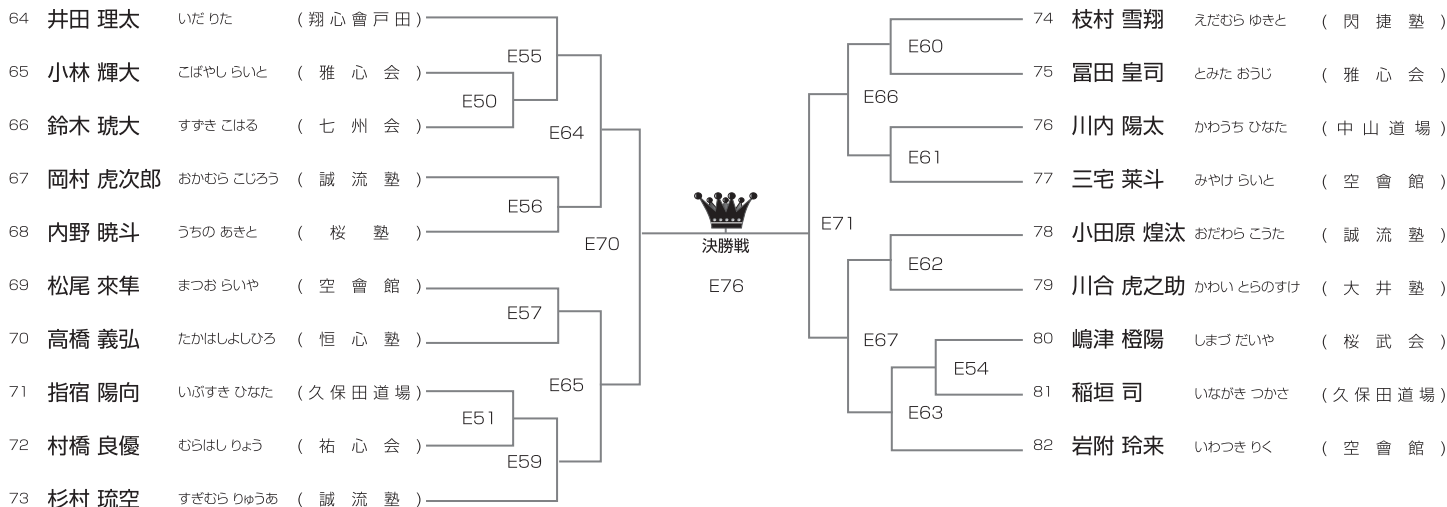 64 井田 理太 いだ りた (翔心會戸田)
65 小林 輝大 こばやし らいと (雅心会)
66 鈴木 琥大 すずき こはる (七州会)
67 岡村 虎次郎 おかむら こじろう (誠流塾)
68 内野 暁斗 うちの あきと (桜塾)
69 松尾 來隼 まつお らいや (空會館)
70 高橋 義弘 たかはしよしひろ (恒心塾)
71 指宿 陽向 いぶすき ひなた (久保田道場)
72 村橋 良優 むらはし りょう (祐心会)
73 杉村 琉空 すぎむら りゅうあ (誠流塾)
E55
E50
E64
E56
E70
E57
E65
E51
E59
決勝戦
E76
E60
E66
E61
E71
E62
E67
E54
E63
74 枝村 雪翔 えだむら ゆきと (閃捷塾)
75 冨田 皇司 とみた おうじ (雅心会)
76 川内 陽太 かわうち ひなた (中山道場)
77 三宅 莱斗 みやけ らいと (空會館)
78 小田原 煌汰 おだわら こうた (誠流塾)
79 川合 虎之助 かわい とらのすけ (大井塾)
80 嶋津 橙陽 しまづ だいや (桜武会)
81 稲垣 司 いながき つかさ (久保田道場)
82 岩附 玲来 いわつき りく (空會館)